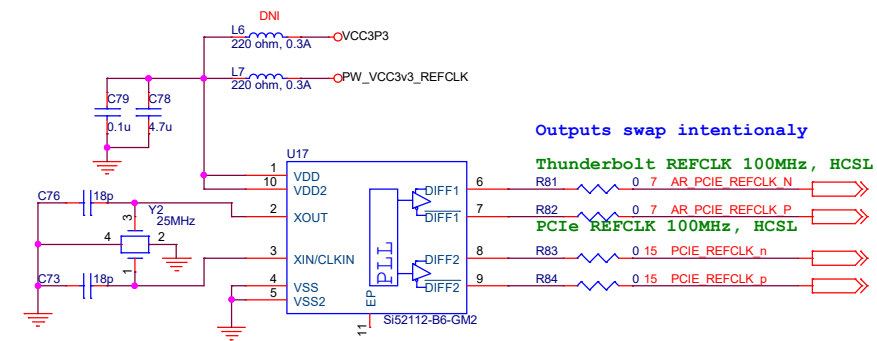 DNI
L6
VCC3P3
220 ohm, 0.3A
L7
PW_VCC3v3_REFCLK
220 ohm, 0.3A
C79
C78
0.1u
4.7u
Outputs swap intentionaly
U17
Thunderbolt REFCLK 100MHz, HCSL
1
VDD
10
VDD2
DIFF1
6
R81
0
7
AR_PCIE_REFCLK_N
C76
18p
2
XOUT
DIFF1
7
R82
0
7
AR_PCIE_REFCLK_P
Y2
25MHz
3
4
2
1
PCIe REFCLK 100MHz, HCSL
PLL
3
XIN/CLKIN
DIFF2
8
R83
0
15
PCIE_REFCLK_n
C73
18p
4
VSS
DIFF2
9
R84
0
15
PCIE_REFCLK_p
5
VSS2
EP
11
Si52112-B6-GM2